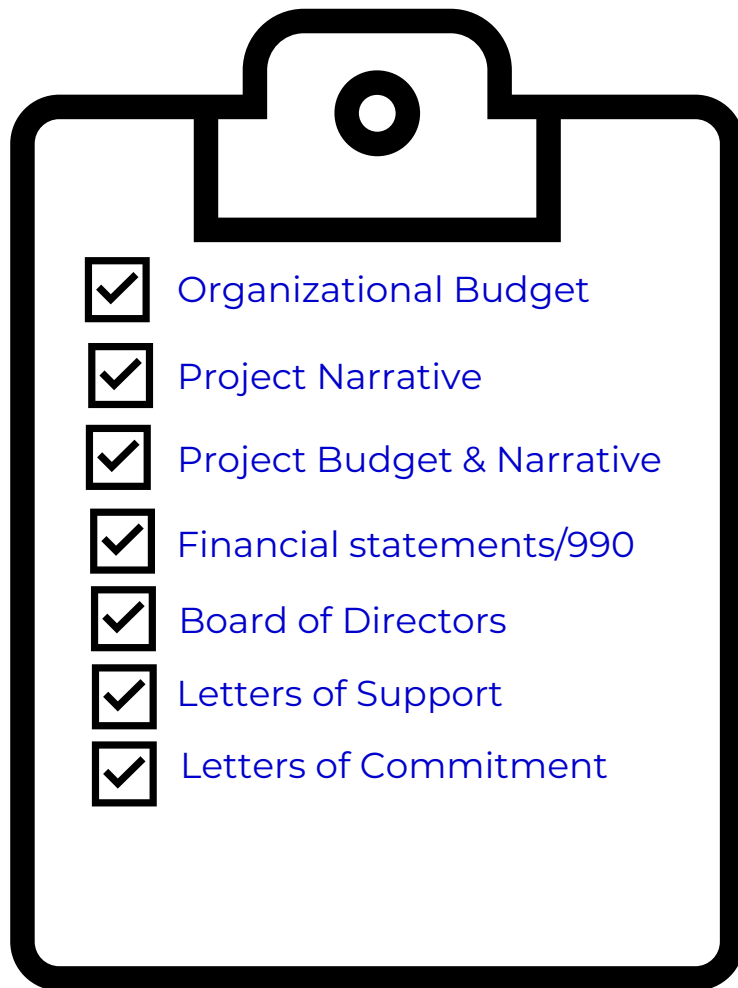 Organizational Budget
Project Narrative
Project Budget & Narrative
Financial statements/990
Board of Directors
Letters of Support
Letters of Commitment